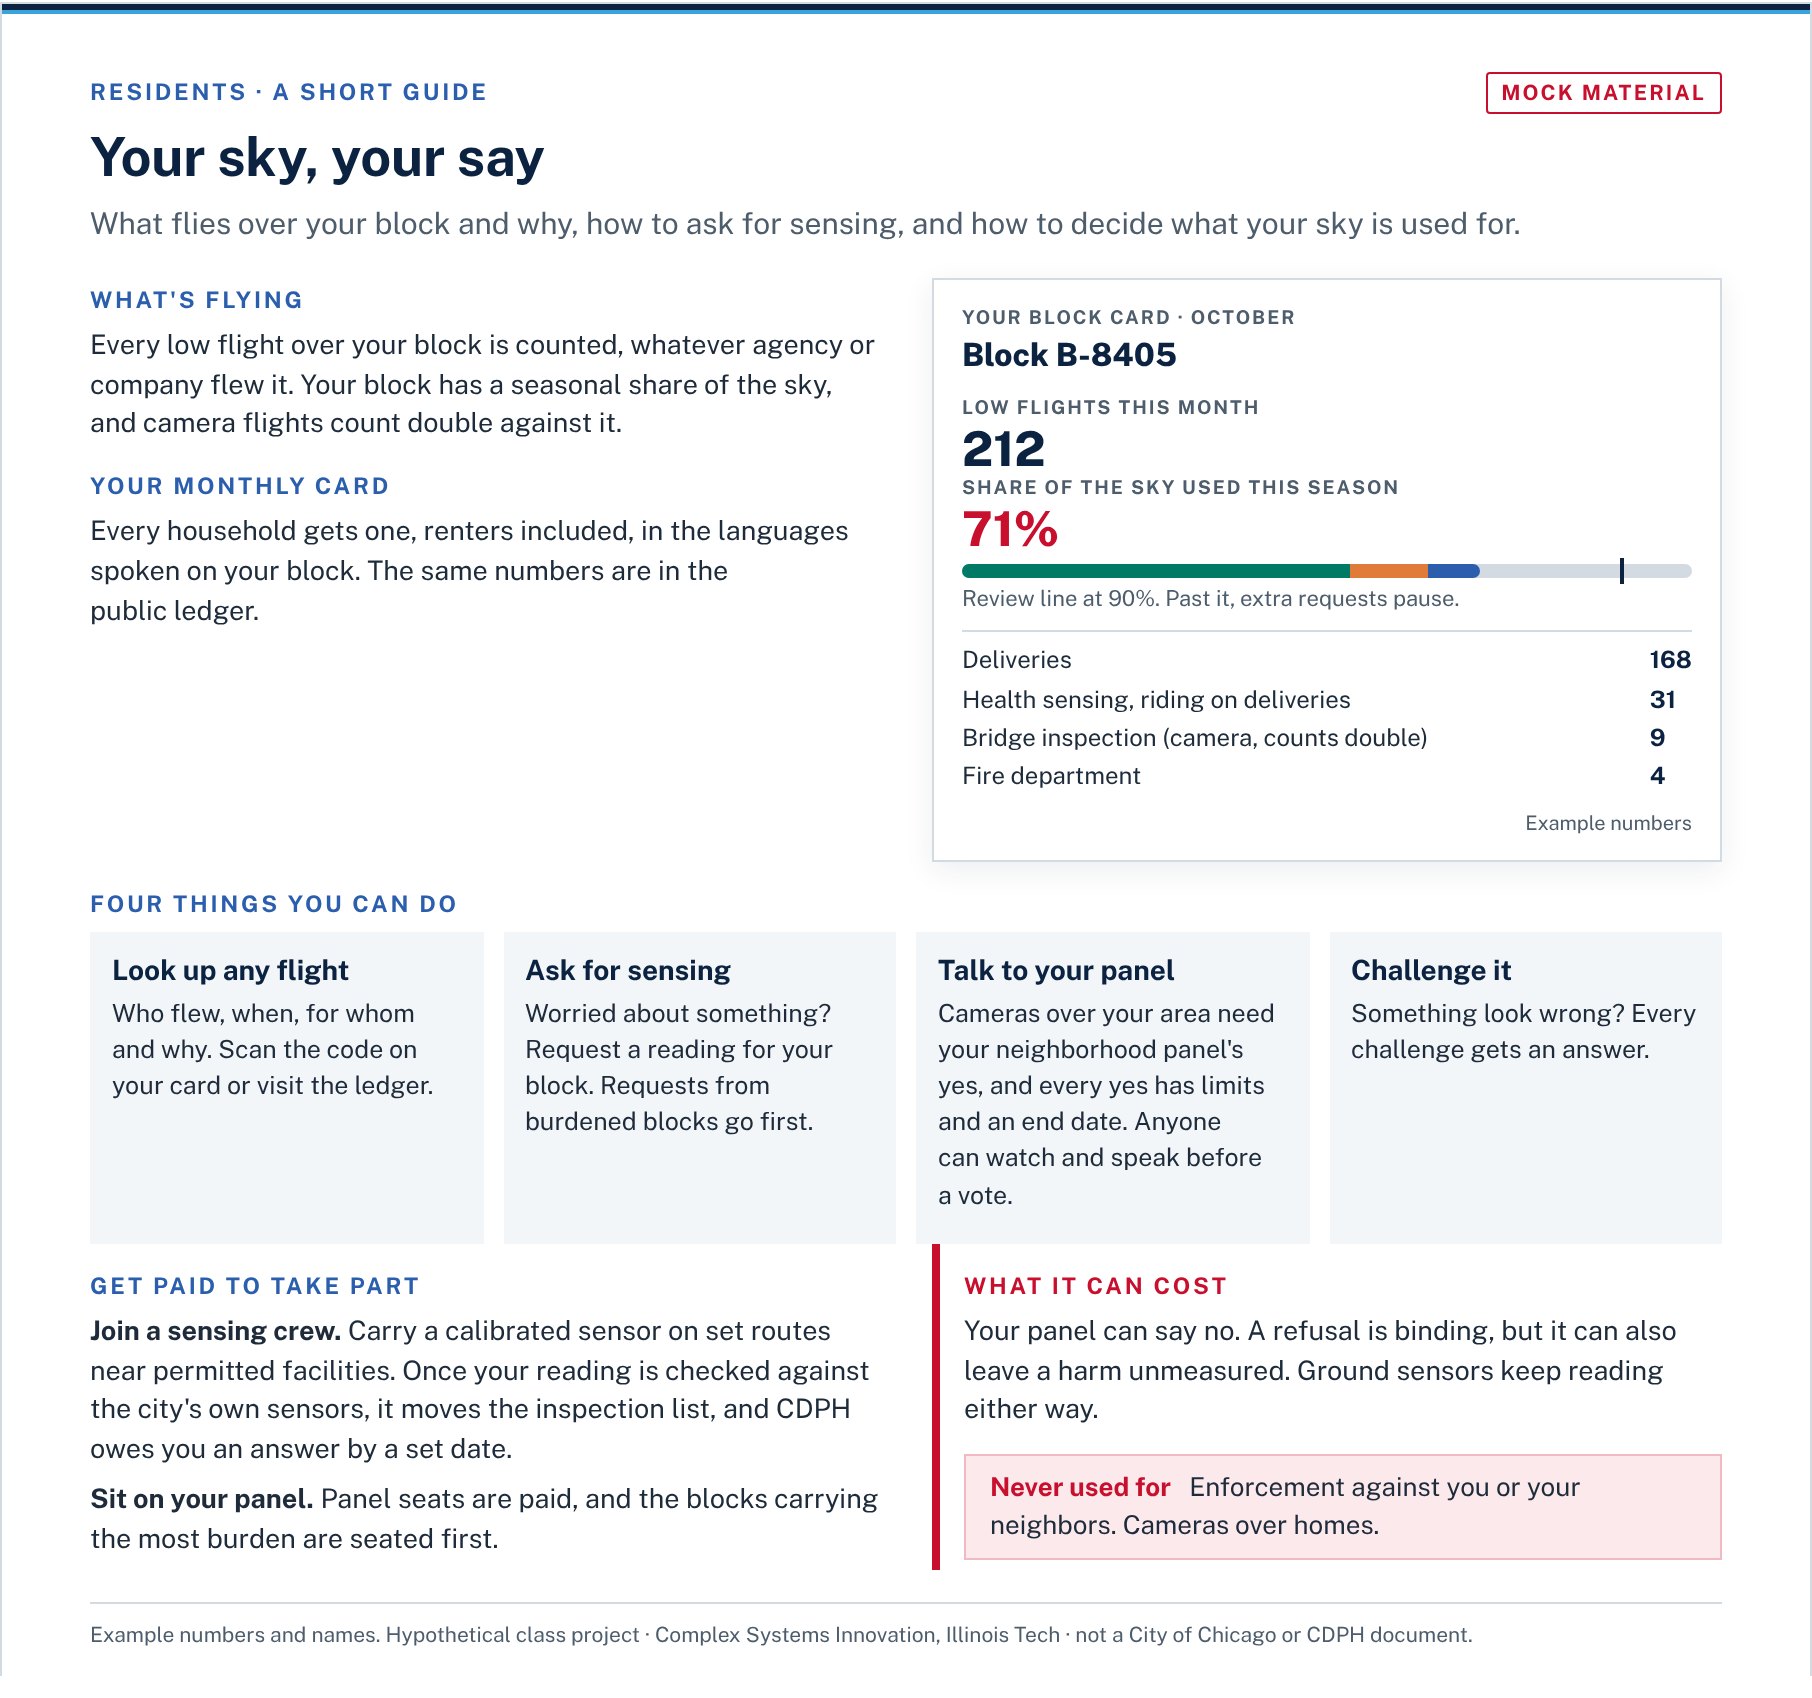 RESIDENTS · A SHORT GUIDE
MOCK MATERIAL
Your sky, your say
What flies over your block and why, how to ask for sensing, and how to decide what your sky is used for.
WHAT'S FLYING
Every low flight over your block is counted, whatever agency or
company flew it. Your block has a seasonal share of the sky,
and camera flights count double against it.
YOUR MONTHLY CARD
Every household gets one, renters included, in the languages
spoken on your block. The same numbers are in the
public ledger.
YOUR BLOCK CARD · OCTOBER
Block B-8405
LOW FLIGHTS THIS MONTH
212
SHARE OF THE SKY USED THIS SEASON
71%
Review line at 90%. Past it, extra requests pause.
Deliveries 168
Health sensing, riding on deliveries 31
Bridge inspection (camera, counts double) 9
Fire department 4
Example numbers
FOUR THINGS YOU CAN DO
Look up any flight
Who flew, when, for whom
and why. Scan the code on
your card or visit the ledger.
Ask for sensing
Worried about something?
Request a reading for your
block. Requests from
burdened blocks go first.
Talk to your panel
Cameras over your area need
your neighborhood panel's
yes, and every yes has limits
and an end date. Anyone
can watch and speak before
a vote.
Challenge it
Something look wrong? Every
challenge gets an answer.
GET PAID TO TAKE PART
Join a sensing crew. Carry a calibrated sensor on set routes
near permitted facilities. Once your reading is checked against
the city's own sensors, it moves the inspection list, and CDPH
owes you an answer by a set date.
Sit on your panel. Panel seats are paid, and the blocks carrying
the most burden are seated first.
WHAT IT CAN COST
Your panel can say no. A refusal is binding, but it can also
leave a harm unmeasured. Ground sensors keep reading
either way.
Never used for Enforcement against you or your
neighbors. Cameras over homes.
Example numbers and names. Hypothetical class project · Complex Systems Innovation, Illinois Tech · not a City of Chicago or CDPH document.